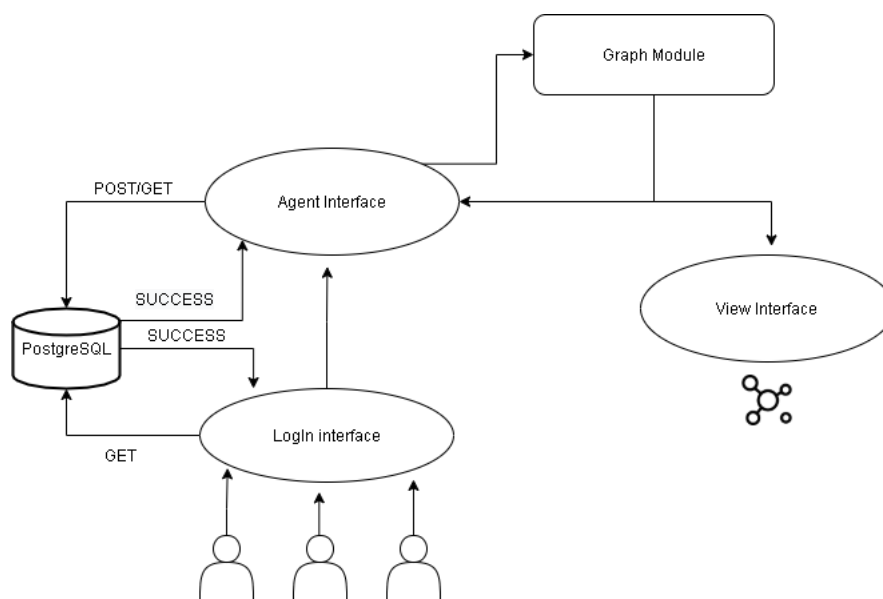 Graph Module
POST/GET
Agent Interface
SUCCESS
View Interface
SUCCESS
PostgreSQL
LogIn interface
GET